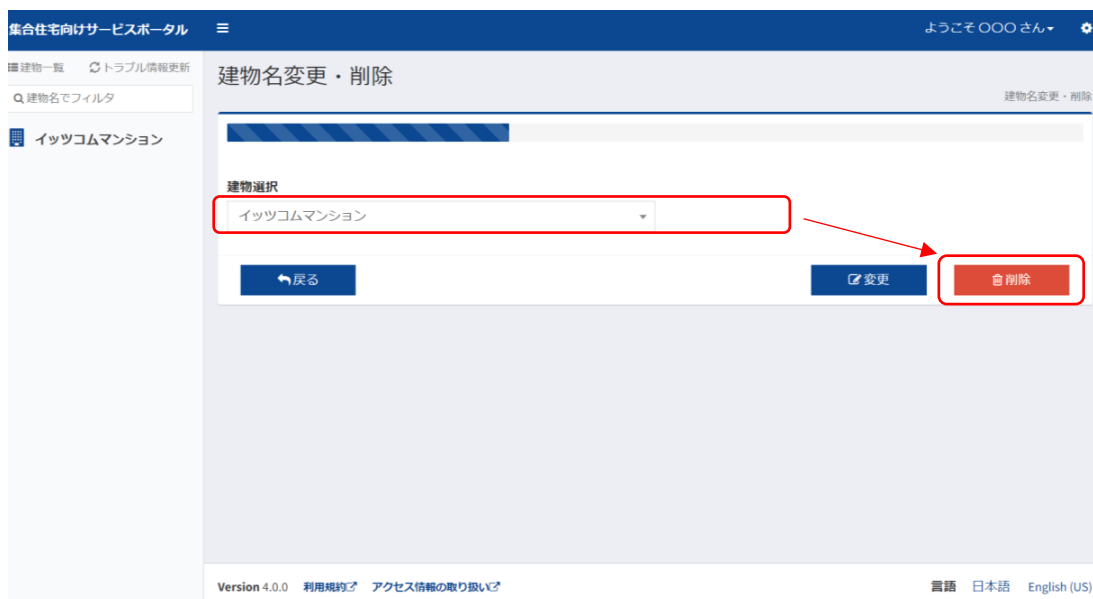 集合住宅向けサービスポータル
ようこそ ○○○ さん
建物一覧 トラブル情報更新
建物名でフィルタ
イッツコムマンション
建物名変更・削除
建物名変更・削除
建物選択
イッツコムマンション
戻る 変更 削除
Version 4.0.0 利用規約 アクセス情報の取り扱い 言語 日本語 English (US)